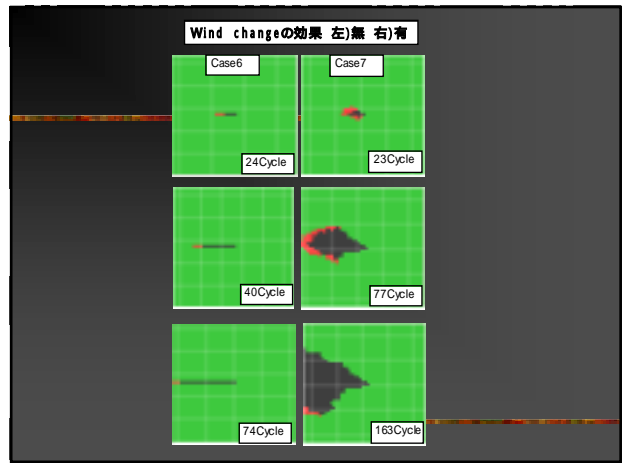 Wind changeの効果 左)無 右)有
Case6
Case7
24Cycle
23Cycle
40Cycle
77Cycle
74Cycle
163Cycle